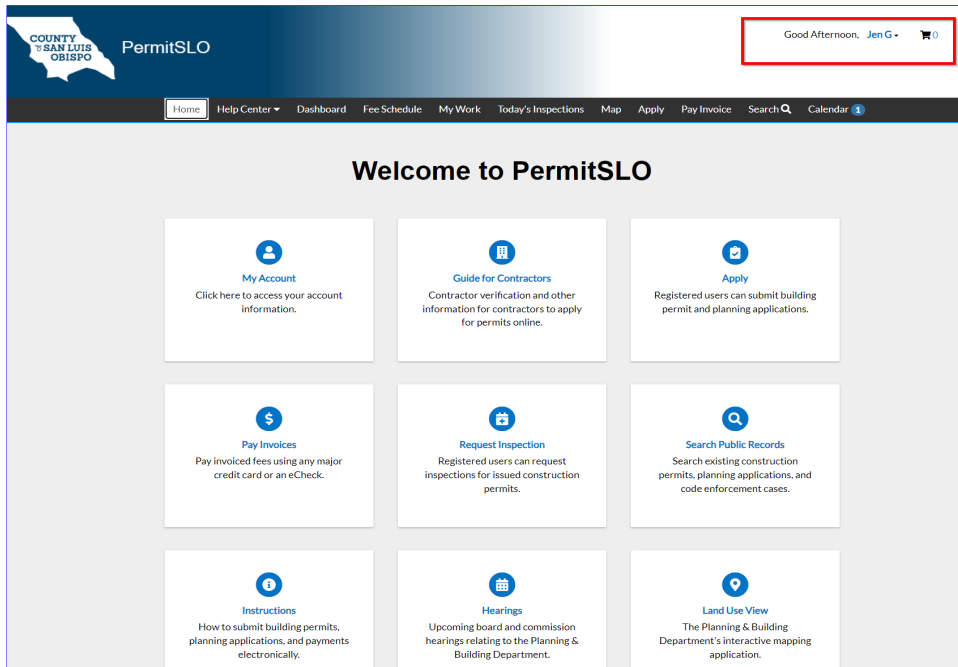 COUNTY
OF SAN LUIS
OBISPO
PermitSLO
Good Afternoon, Jen G
0
Home Help Center Dashboard Fee Schedule My Work Today's Inspections Map Apply Pay Invoice Search Calendar 1
Welcome to PermitSLO
My Account
Click here to access your account
information.
Guide for Contractors
Contractor verification and other
information for contractors to apply
for permits online.
Apply
Registered users can submit building
permit and planning applications.
Pay Invoices
Pay invoiced fees using any major
credit card or an eCheck.
Request Inspection
Registered users can request
inspections for issued construction
permits.
Search Public Records
Search existing construction
permits, planning applications, and
code enforcement cases.
Instructions
How to submit building permits,
planning applications, and payments
electronically.
Hearings
Upcoming board and commission
hearings relating to the Planning &
Building Department.
Land Use View
The Planning & Building
Department's interactive mapping
application.